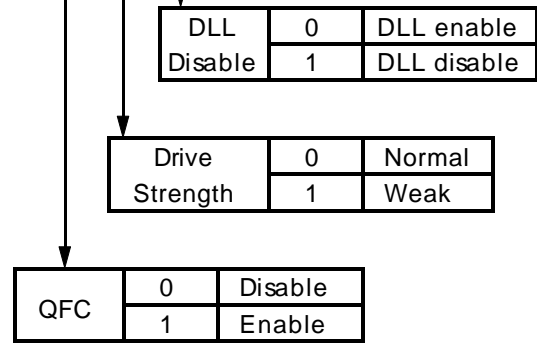 DLL 0 DLL enable
Disable 1 DLL disable
Drive 0 Normal
Strength 1 Weak
QFC 0 Disable
1 Enable